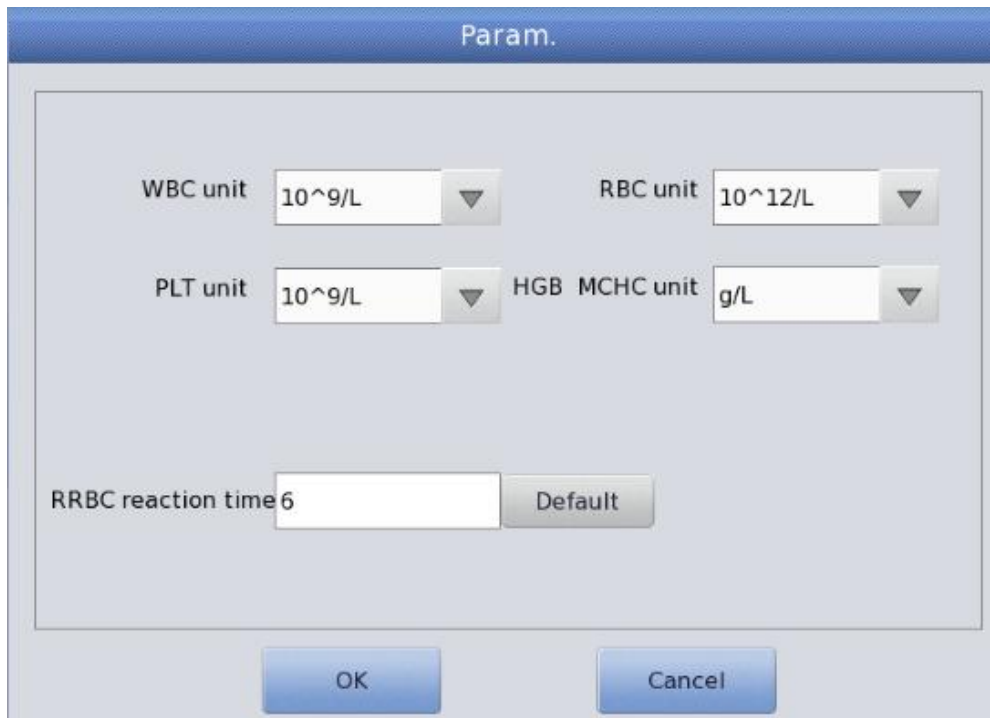 Param.
WBC unit 10^9/L RBC unit 10^12/L
PLT unit 10^9/L HGB MCHC unit g/L
RRBC reaction time 6 Default
OK Cancel